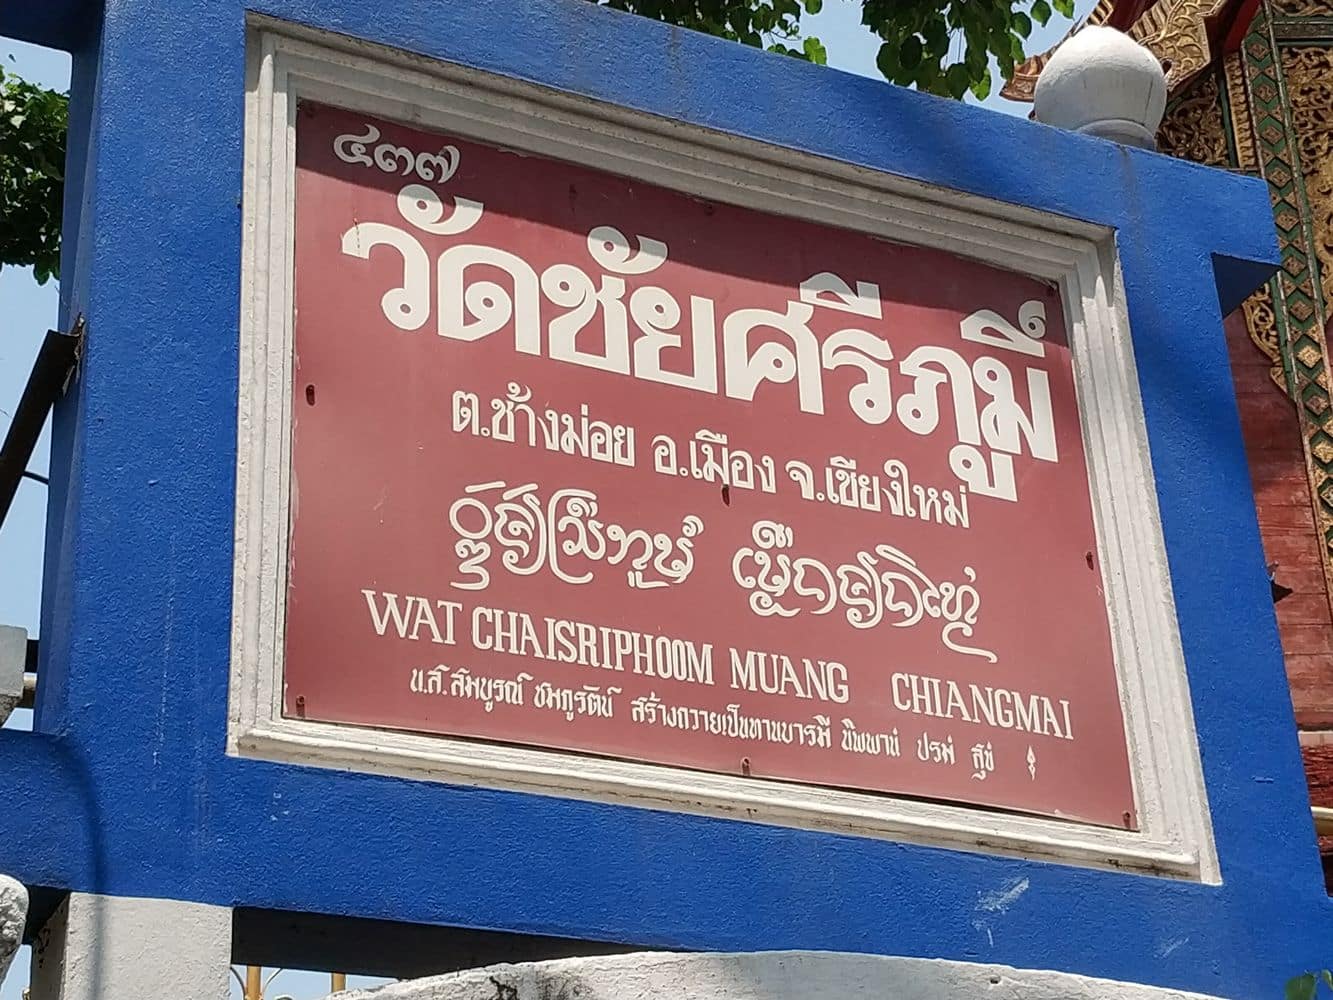 ๔๓๗
วัดชัยศรีภูมิ์
ต.ช้างม่อย อ.เมือง จ.เชียงใหม่
WAT CHAISRIPHOOM MUANG CHIANGMAI
น.ส.สมบูรณ์ ชมภูรัตน์ สร้างถวายเป็นทานบารมี นิพพานํ ปรมํ สุขํ